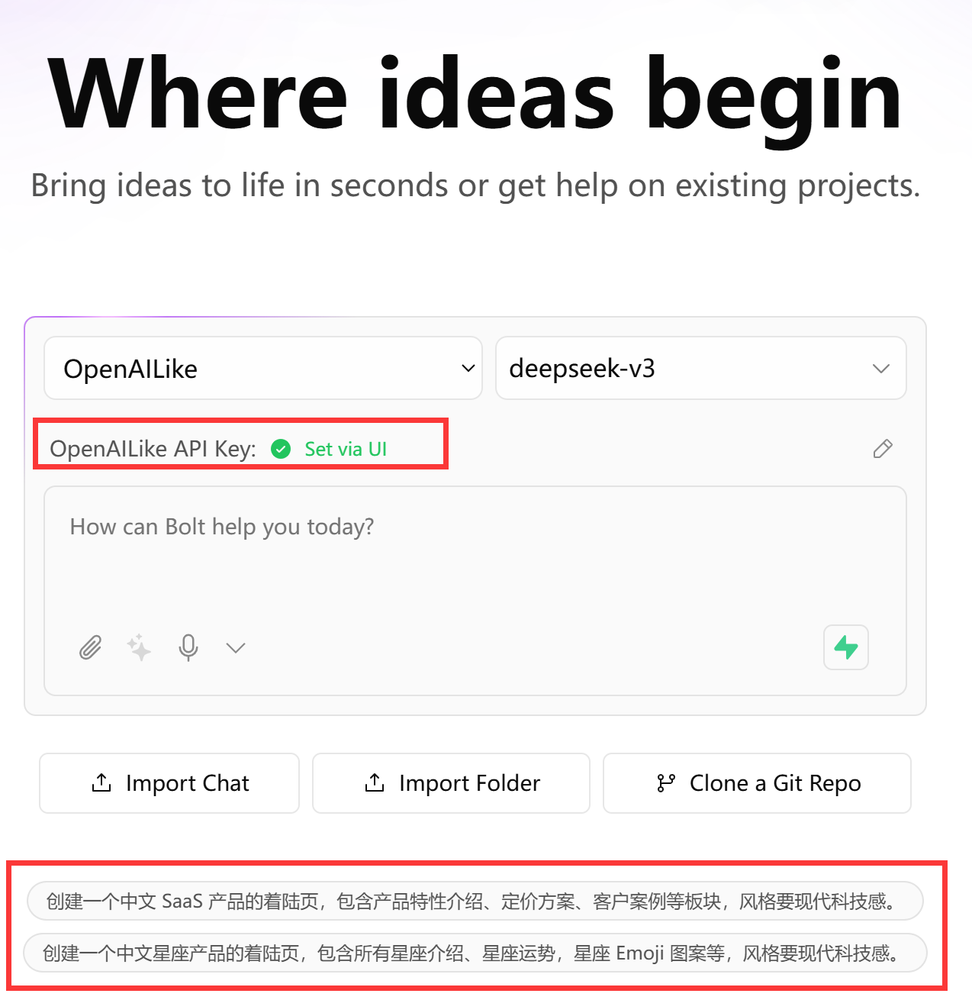 Where ideas begin
Bring ideas to life in seconds or get help on existing projects.
OpenAILike
deepseek-v3
OpenAILike API Key: Set via UI
How can Bolt help you today?
Import Chat
Import Folder
Clone a Git Repo
创建一个中文 SaaS 产品的着陆页，包含产品特性介绍、定价方案、客户案例等板块，风格要现代科技感。
创建一个中文星座产品的着陆页，包含所有星座介绍、星座运势，星座 Emoji 图案等，风格要现代科技感。